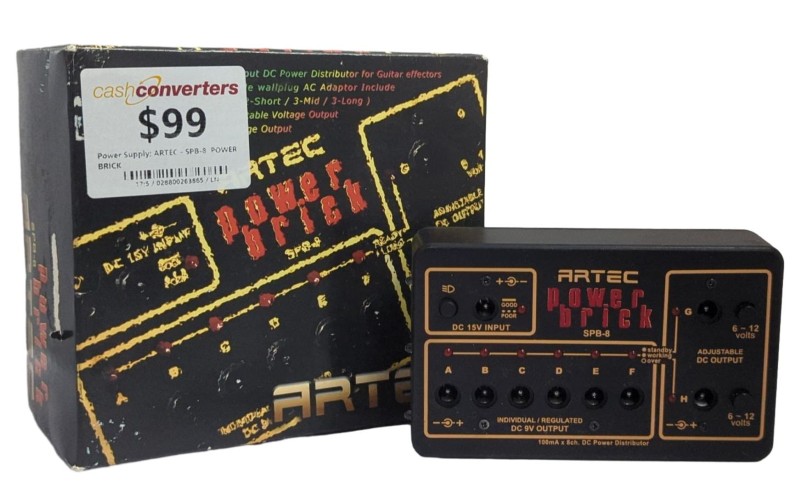 cashconverters
$99
Power Supply: ARTEC - SPB-8 POWER
BRICK
put DC Power Distributor for Guitar effectors
e wallplug AC Adaptor Include
-Short / 3-Mid / 3-Long )
table Voltage Output
ge Output
ARTEC
power
brick
SPB-8
DC 15V INPUT
ADJUSTABLE
DC OUTPUT
A B C D E F
ARTEC
SPB-8
ARTEC
power
brick
SPB-8
GOOD
POOR
DC 15V INPUT
standby
working
over
A B C D E F
INDIVIDUAL / REGULATED
DC 9V OUTPUT
100mA x 8ch. DC Power Distributor
G
6 ~ 12
volts
ADJUSTABLE
DC OUTPUT
H
6 ~ 12
volts